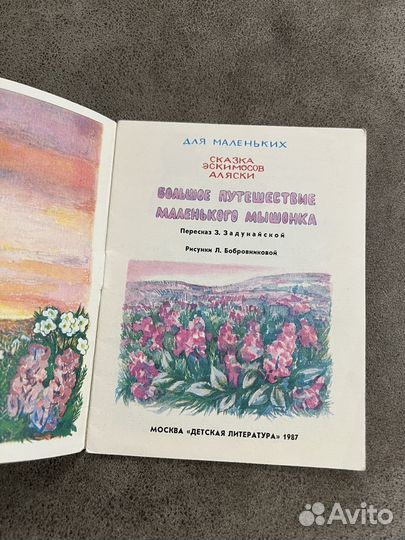 ДЛЯ МАЛЕНЬКИХ
СКАЗКА
ЭСКИМОСОВ
АЛЯСКИ
БОЛЬШОЕ ПУТЕШЕСТВИЕ
МАЛЕНЬКОГО МЫШОНКА
Пересказ З. Задунайской
Рисунки Л. Бобровниковой
МОСКВА «ДЕТСКАЯ ЛИТЕРАТУРА» 1987
Avito